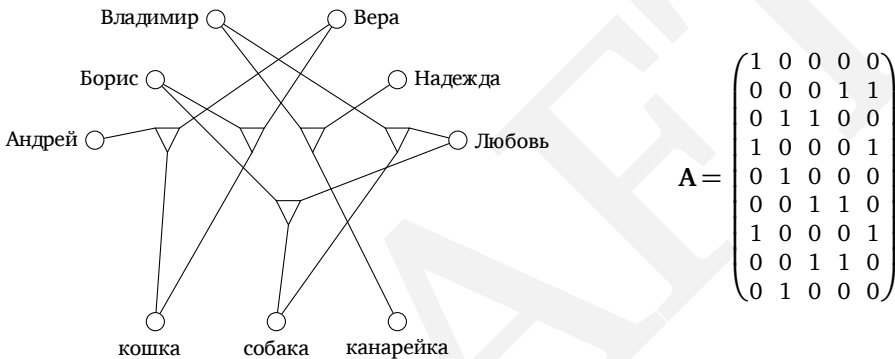 Владимир Вера
Борис Надежда
Андрей Любовь
кошка собака канарейка
A =
1 0 0 0 0
0 0 0 1 1
0 1 1 0 0
1 0 0 0 1
0 1 0 0 0
0 0 1 1 0
1 0 0 0 1
0 0 1 1 0
0 1 0 0 0